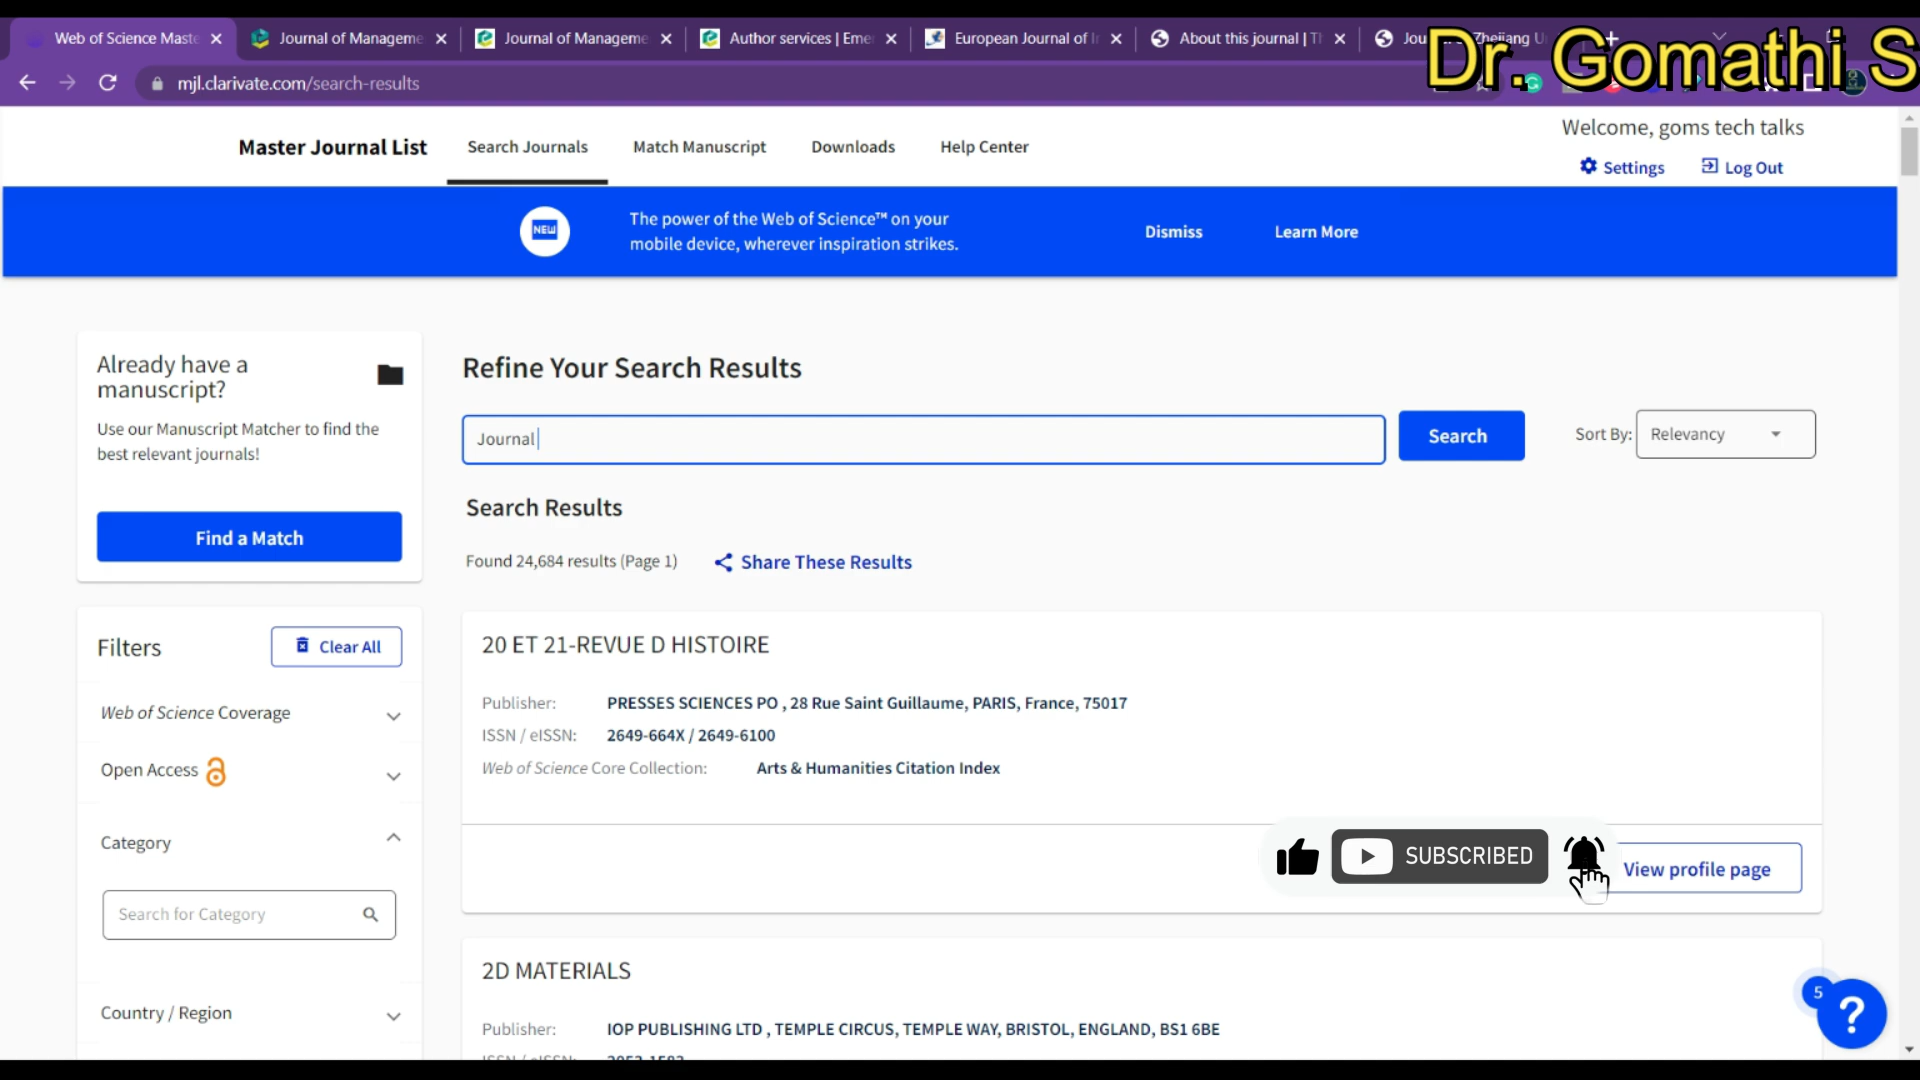 Web of Science Maste
Journal of Manageme
Journal of Manageme
Author services | Eme
European Journal of I
About this journal | T
Zhejiang U
Dr. Gomathi S
mjl.clarivate.com/search-results
Master Journal List
Search Journals
Match Manuscript
Downloads
Help Center
Welcome, goms tech talks
Settings
Log Out
NEW
The power of the Web of Science™ on your
mobile device, wherever inspiration strikes.
Dismiss
Learn More
Already have a
manuscript?
Use our Manuscript Matcher to find the
best relevant journals!
Find a Match
Refine Your Search Results
Journal
Search
Sort By:
Relevancy
Search Results
Found 24,684 results (Page 1)
Share These Results
Filters
Clear All
Web of Science Coverage
Open Access
Category
Search for Category
Country / Region
20 ET 21-REVUE D HISTOIRE
Publisher: PRESSES SCIENCES PO , 28 Rue Saint Guillaume, PARIS, France, 75017
ISSN / eISSN: 2649-664X / 2649-6100
Web of Science Core Collection: Arts & Humanities Citation Index
SUBSCRIBED
View profile page
2D MATERIALS
Publisher: IOP PUBLISHING LTD , TEMPLE CIRCUS, TEMPLE WAY, BRISTOL, ENGLAND, BS1 6BE
ISSN / eISSN: 2053-1583
5
?